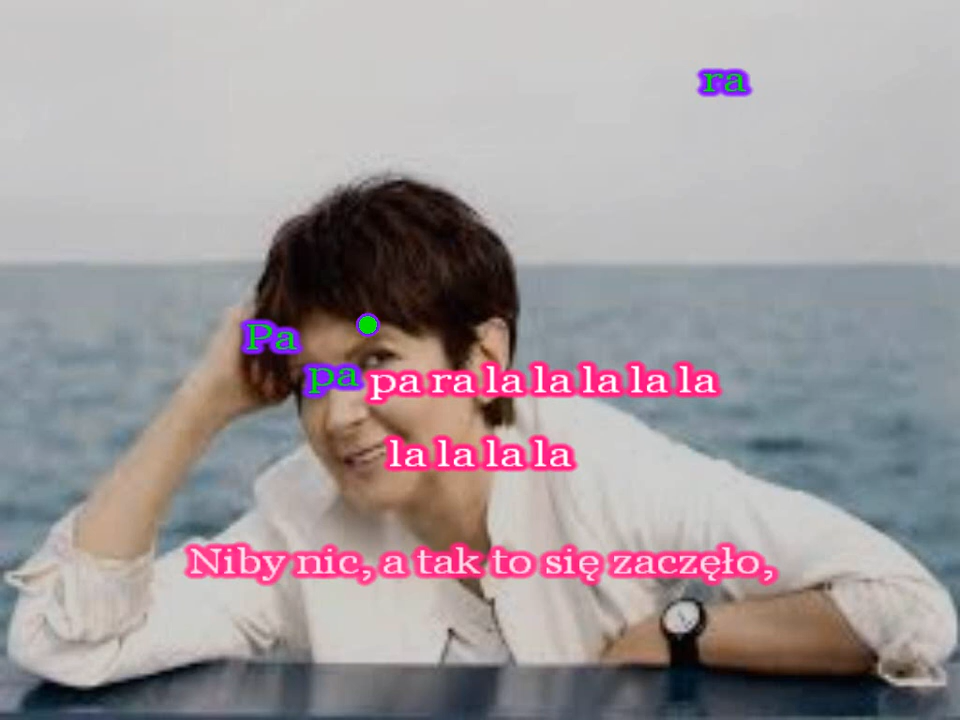 ra
Pa
pa pa ra la la la la la
la la la la
Niby nic, a tak to się zaczęło,